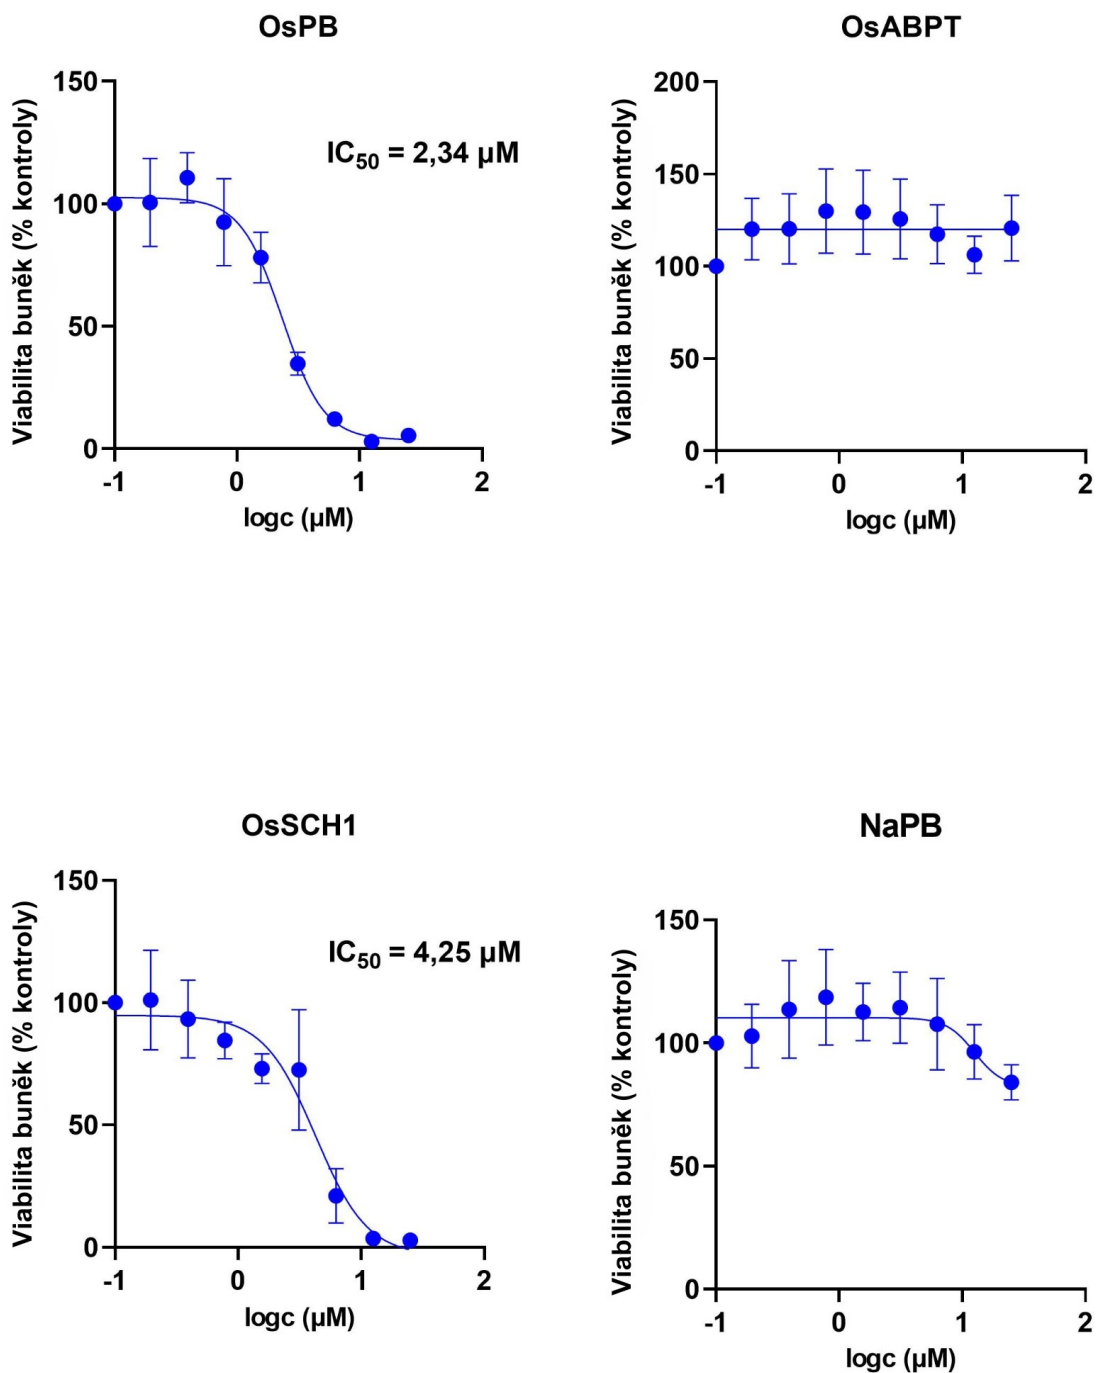 OsPB
Viabilita buněk (% kontroly)
150
100
50
0
IC50 = 2,34 µM
-1 0 1 2
logc (µM)
OsABPT
Viabilita buněk (% kontroly)
200
150
100
50
0
-1 0 1 2
logc (µM)
OsSCH1
Viabilita buněk (% kontroly)
150
100
50
0
IC50 = 4,25 µM
-1 0 1 2
logc (µM)
NaPB
Viabilita buněk (% kontroly)
150
100
50
0
-1 0 1 2
logc (µM)